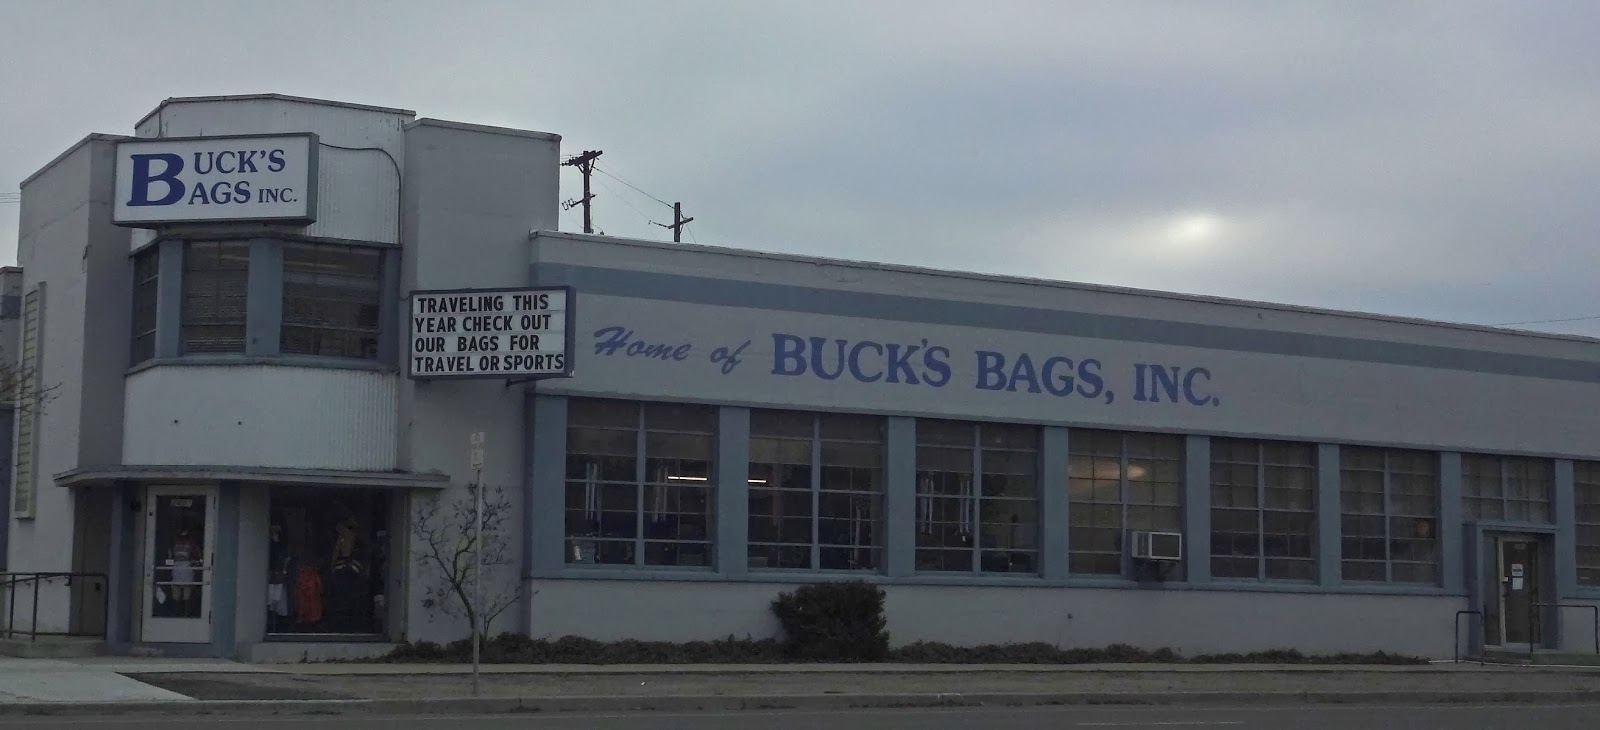 BUCK'S
BAGS INC.
TRAVELING THIS
YEAR CHECK OUT
OUR BAGS FOR
TRAVEL OR SPORTS
Home of BUCK'S BAGS, INC.